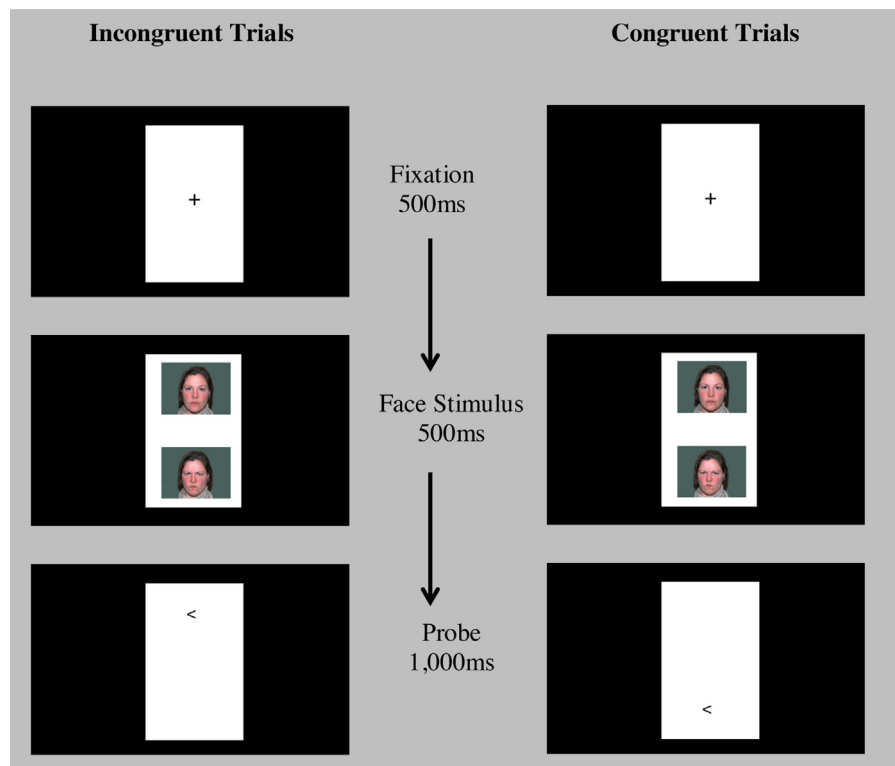 Incongruent Trials
Congruent Trials
+
Fixation
500ms
+
Face Stimulus
500ms
<
Probe
1,000ms
<